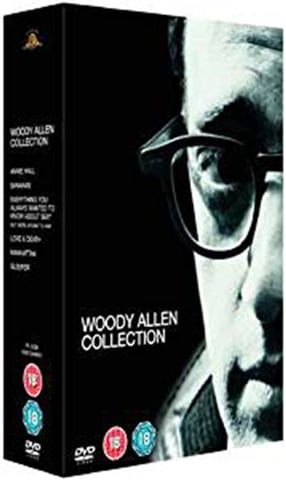 WOODY ALLEN
COLLECTION
ANNIE HALL
BANANAS
EVERYTHING YOU
ALWAYS WANTED TO
KNOW ABOUT SEX*
LOVE & DEATH
MANHATTAN
SLEEPER
18
18
DVD
WOODY ALLEN
COLLECTION
DVD
18
18